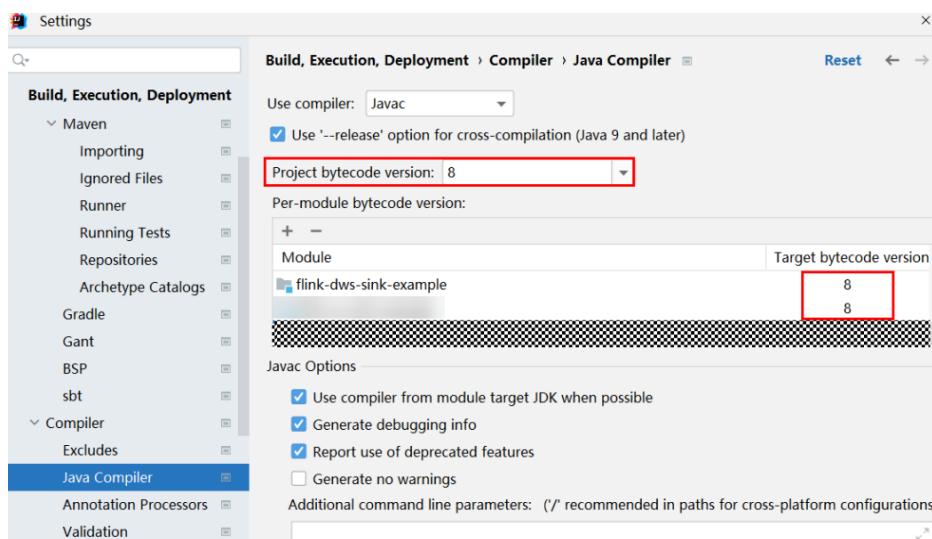 Settings
Build, Execution, Deployment
Maven
Importing
Ignored Files
Runner
Running Tests
Repositories
Archetype Catalogs
Gradle
Gant
BSP
sbt
Compiler
Excludes
Java Compiler
Annotation Processors
Validation
Build, Execution, Deployment › Compiler › Java Compiler
Reset
Use compiler: Javac
Use '--release' option for cross-compilation (Java 9 and later)
Project bytecode version: 8
Per-module bytecode version:
Module Target bytecode version
flink-dws-sink-example 8
8
Javac Options
Use compiler from module target JDK when possible
Generate debugging info
Report use of deprecated features
Generate no warnings
Additional command line parameters: ('/' recommended in paths for cross-platform configurations